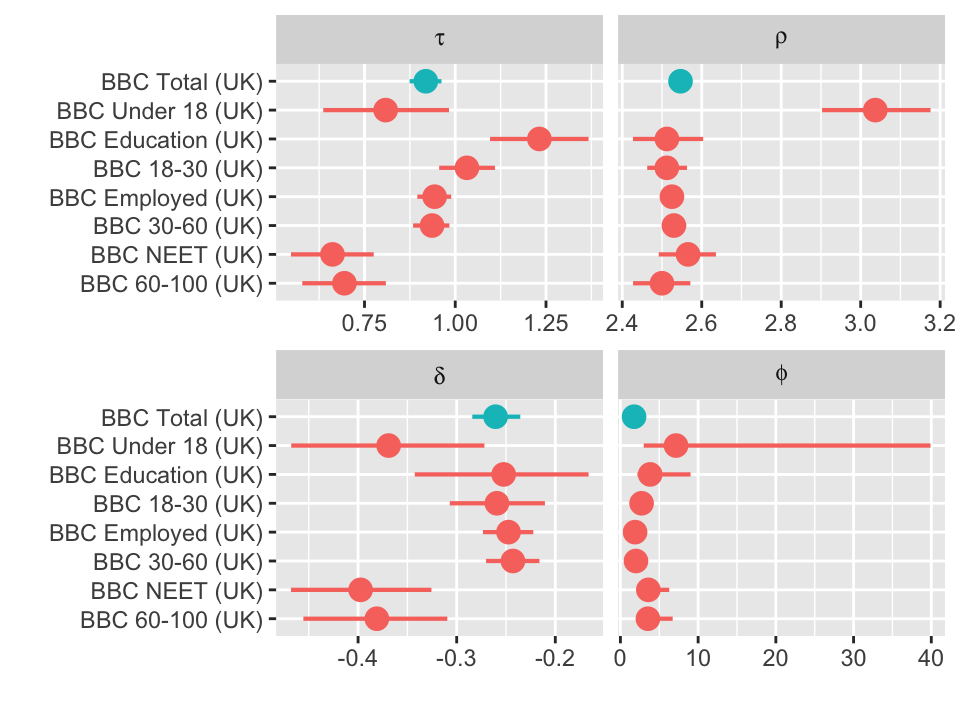 τ ρ
BBC Total (UK)
BBC Under 18 (UK)
BBC Education (UK)
BBC 18-30 (UK)
BBC Employed (UK)
BBC 30-60 (UK)
BBC NEET (UK)
BBC 60-100 (UK)
0.75 1.00 1.25 2.4 2.6 2.8 3.0 3.2
δ ϕ
BBC Total (UK)
BBC Under 18 (UK)
BBC Education (UK)
BBC 18-30 (UK)
BBC Employed (UK)
BBC 30-60 (UK)
BBC NEET (UK)
BBC 60-100 (UK)
-0.4 -0.3 -0.2 0 10 20 30 40